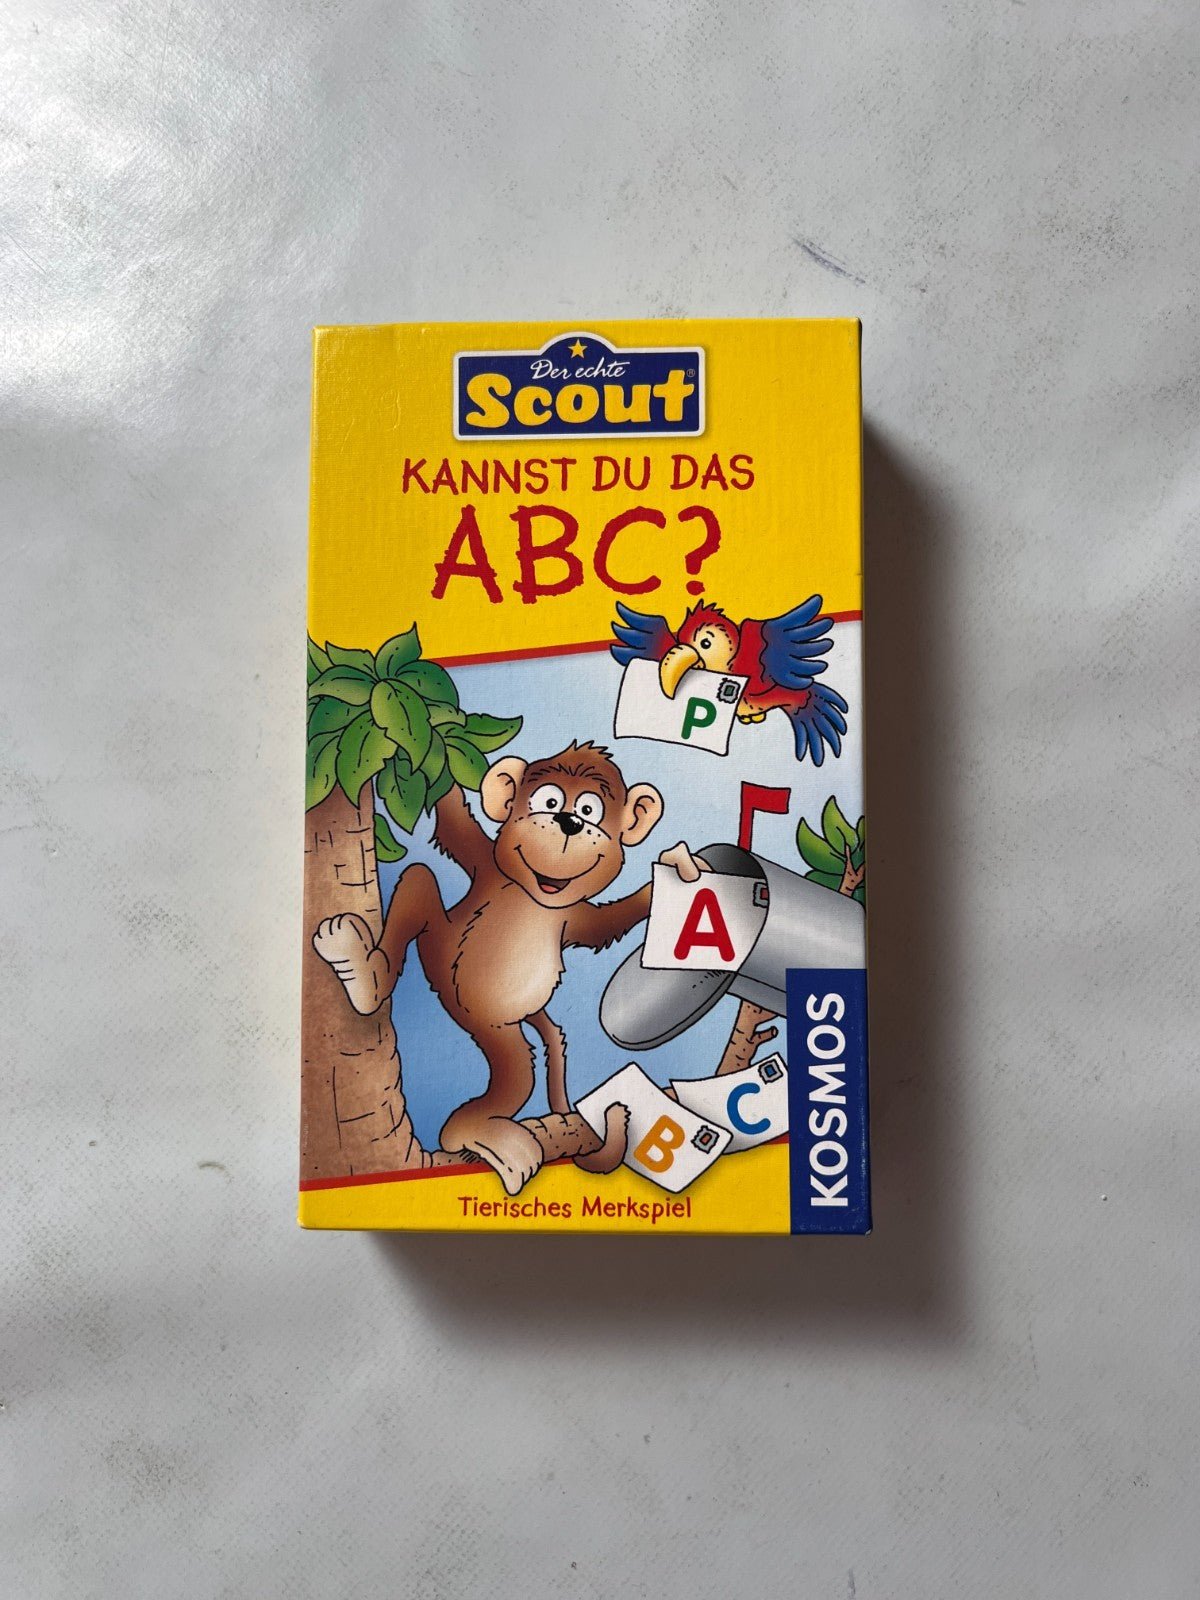 Der echte
Scout®
KANNST DU DAS
ABC?
P
A
B
C
KOSMOS
Tierisches Merkspiel